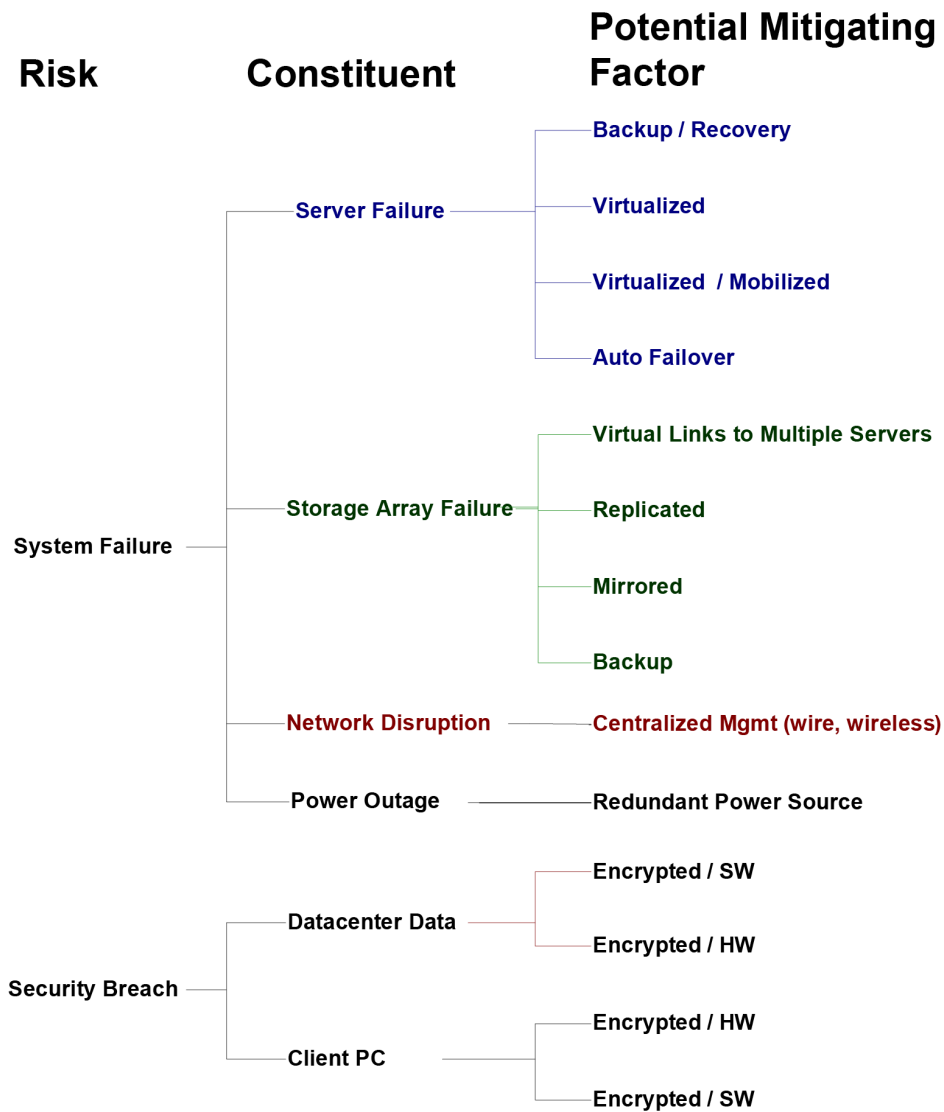 Risk
Constituent
Potential Mitigating
Factor
Backup / Recovery
Server Failure
Virtualized
Virtualized / Mobilized
Auto Failover
Virtual Links to Multiple Servers
Storage Array Failure
Replicated
System Failure
Mirrored
Backup
Network Disruption
Centralized Mgmt (wire, wireless)
Power Outage
Redundant Power Source
Encrypted / SW
Datacenter Data
Encrypted / HW
Security Breach
Encrypted / HW
Client PC
Encrypted / SW